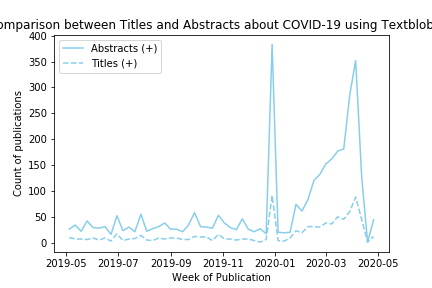 omparison between Titles and Abstracts about COVID-19 using Textblob
Abstracts (+)
Titles (+)
Count of publications
400
350
300
250
200
150
100
50
0
2019-05 2019-07 2019-09 2019-11 2020-01 2020-03 2020-05
Week of Publication